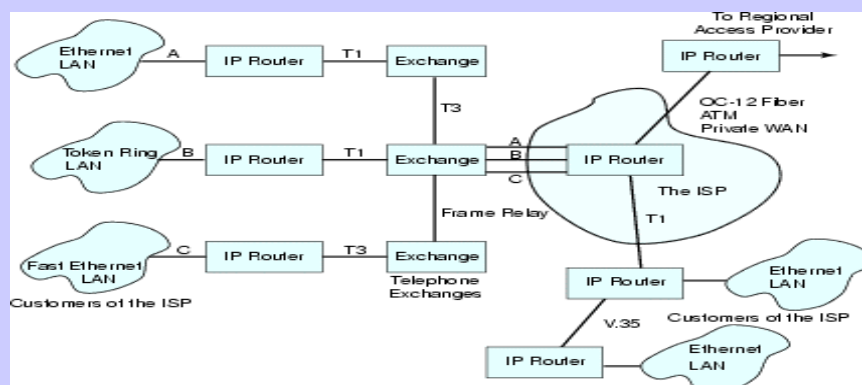 To Regional
Access Provider
Ethernet
LAN
A
IP Router
T1
Exchange
IP Router
T3
OC-12 Fiber
ATM
Private WAN
Token Ring
LAN
B
IP Router
T1
Exchange
A
B
C
IP Router
The ISP
Frame Relay
T1
Fast Ethernet
LAN
C
IP Router
T3
Exchange
Telephone
Exchanges
Customers of the ISP
IP Router
Ethernet
LAN
Customers of the ISP
V.35
IP Router
Ethernet
LAN